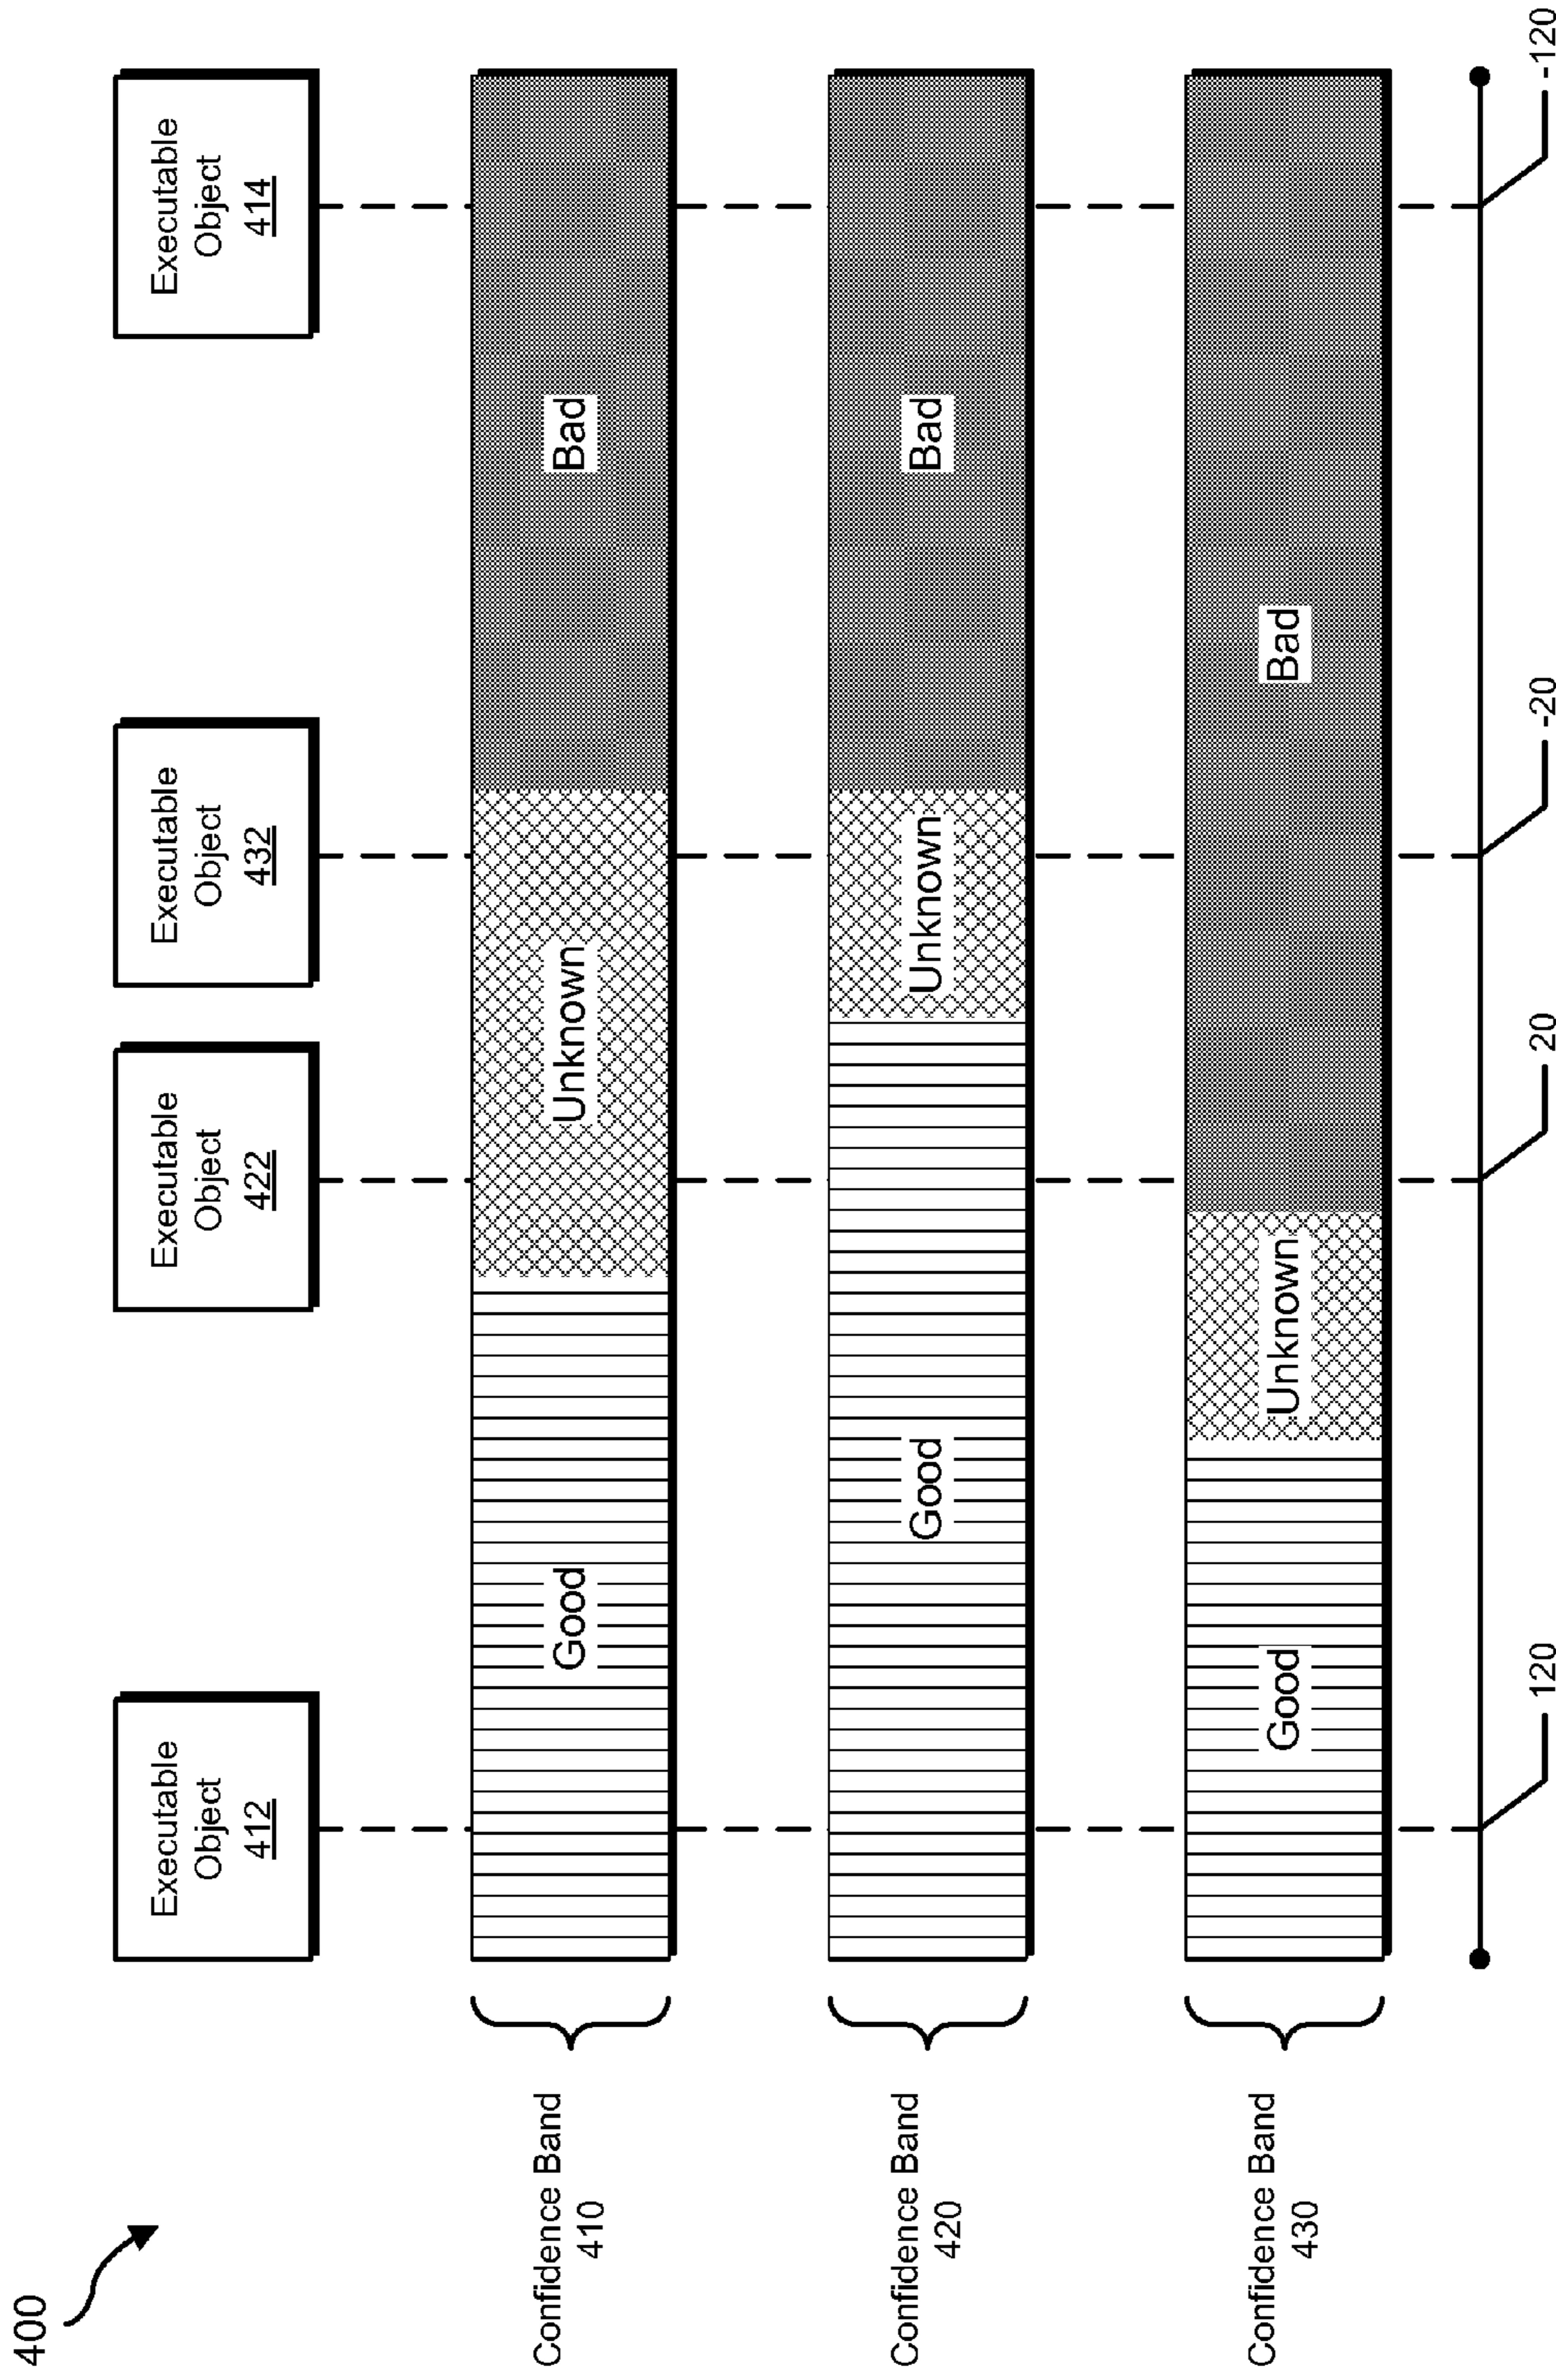 400
Executable
Object
412
Executable
Object
422
Executable
Object
432
Executable
Object
414
Confidence Band
410
Good
Unknown
Bad
Confidence Band
420
Good
Unknown
Bad
Confidence Band
430
Good
Unknown
Bad
120
20
-20
-120